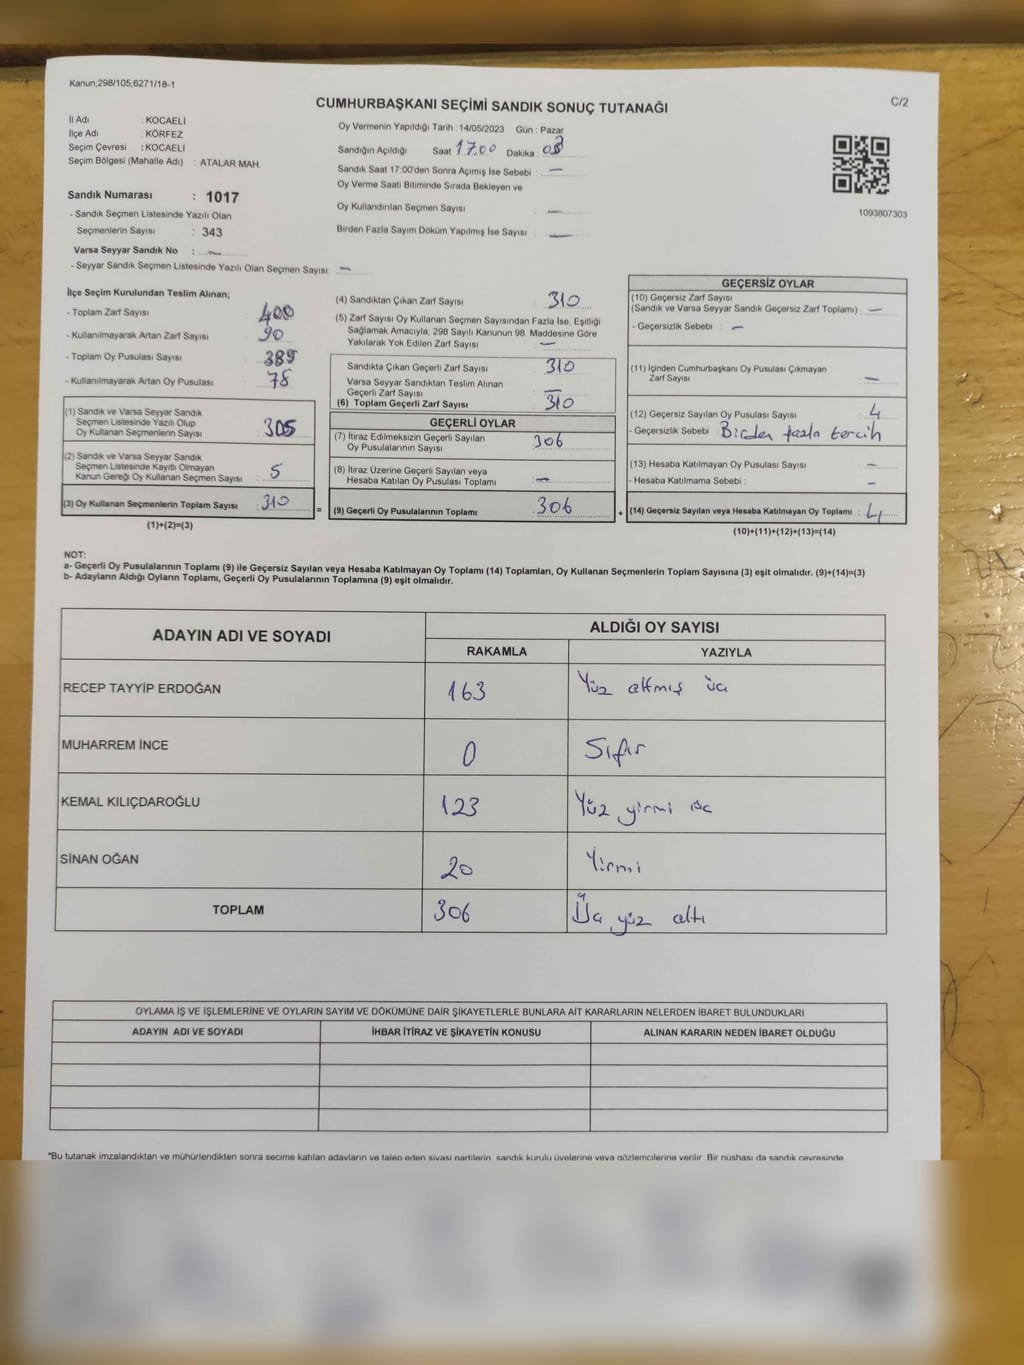 Kanun;298/105,6271/18-1
C/2
CUMHURBAŞKANI SEÇİMİ SANDIK SONUÇ TUTANAĞI
İl Adı : KOCAELİ
İlçe Adı : KÖRFEZ
Seçim Çevresi : KOCAELİ
Seçim Bölgesi (Mahalle Adı) : ATALAR MAH.
Sandık Numarası : 1017
- Sandık Seçmen Listesinde Yazılı Olan
Seçmenlerin Sayısı : 343
Varsa Seyyar Sandık No : —
- Seyyar Sandık Seçmen Listesinde Yazılı Olan Seçmen Sayısı: —
Oy Vermenin Yapıldığı Tarih : 14/05/2023 Gün : Pazar
Sandığın Açıldığı Saat 17.00 Dakika :
Sandık Saat 17:00'den Sonra Açımış İse Sebebi : —
Oy Verme Saati Bitiminde Sırada Bekleyen ve
Oy Kullandırılan Seçmen Sayısı : —
Birden Fazla Sayım Döküm Yapılmış İse Sayısı : —
1093807303
İlçe Seçim Kurulundan Teslim Alınan;
- Toplam Zarf Sayısı : 400
- Kullanılmayarak Artan Zarf Sayısı : 90
- Toplam Oy Pusulası Sayısı : 389
- Kullanılmayarak Artan Oy Pusulası : 78
(1) Sandık ve Varsa Seyyar Sandık
Seçmen Listesinde Yazılı Olup
Oy Kullanan Seçmenlerin Sayısı : 305
(2) Sandık ve Varsa Seyyar Sandık
Seçmen Listesinde Kayıtlı Olmayan
Kanun Gereği Oy Kullanan Seçmen Sayısı : 5
(3) Oy Kullanan Seçmenlerin Toplam Sayısı : 310
(1)+(2)=(3)
=
(4) Sandıktan Çıkan Zarf Sayısı : 310
(5) Zarf Sayısı Oy Kullanan Seçmen Sayısından Fazla İse, Eşitliği
Sağlamak Amacıyla; 298 Sayılı Kanunun 98. Maddesine Göre
Yakılarak Yok Edilen Zarf Sayısı : —
Sandıkta Çıkan Geçerli Zarf Sayısı : 310
Varsa Seyyar Sandıktan Teslim Alınan
Geçerli Zarf Sayısı : —
(6) Toplam Geçerli Zarf Sayısı : 310
GEÇERLİ OYLAR
(7) İtiraz Edilmeksizin Geçerli Sayılan
Oy Pusulalarının Sayısı : 306
(8) İtiraz Üzerine Geçerli Sayılan veya
Hesaba Katılan Oy Pusulası Toplamı : —
(9) Geçerli Oy Pusulalarının Toplamı : 306
+
GEÇERSİZ OYLAR
(10) Geçersiz Zarf Sayısı
(Sandık ve Varsa Seyyar Sandık Geçersiz Zarf Toplamı) : —
- Geçersizlik Sebebi : —
(11) İçinden Cumhurbaşkanı Oy Pusulası Çıkmayan
Zarf Sayısı : —
(12) Geçersiz Sayılan Oy Pusulası Sayısı : 4
- Geçersizlik Sebebi : Birden fazla tercih
(13) Hesaba Katılmayan Oy Pusulası Sayısı : —
- Hesaba Katılmama Sebebi : —
(14) Geçersiz Sayılan veya Hesaba Katılmayan Oy Toplamı : 4
(10)+(11)+(12)+(13)=(14)
NOT:
a- Geçerli Oy Pusulalarının Toplamı (9) ile Geçersiz Sayılan veya Hesaba Katılmayan Oy Toplamı (14) Toplamları, Oy Kullanan Seçmenlerin Toplam Sayısına (3) eşit olmalıdır. (9)+(14)=(3)
b- Adayların Aldığı Oyların Toplamı, Geçerli Oy Pusulalarının Toplamına (9) eşit olmalıdır.
ADAYIN ADI VE SOYADI ALDIĞI OY SAYISI
RAKAMLA YAZIYLA
RECEP TAYYİP ERDOĞAN 163 Yüz altmış üç
MUHARREM İNCE 0 Sıfır
KEMAL KILIÇDAROĞLU 123 Yüz yirmi üç
SİNAN OĞAN 20 Yirmi
TOPLAM 306 Üç yüz altı
OYLAMA İŞ VE İŞLEMLERİNE VE OYLARIN SAYIM VE DÖKÜMÜNE DAİR ŞİKAYETLERLE BUNLARA AİT KARARLARIN NELERDEN İBARET BULUNDUKLARI
ADAYIN ADI VE SOYADI İHBAR İTİRAZ VE ŞİKAYETİN KONUSU ALINAN KARARIN NEDEN İBARET OLDUĞU
*Bu tutanak imzalandıktan ve mühürlendikten sonra seçime katılan adayların ve talep eden siyasi partilerin, sandık kurulu üyelerine veya gözlemcilerine verilir. Bir nüshası da sandık çevresinde